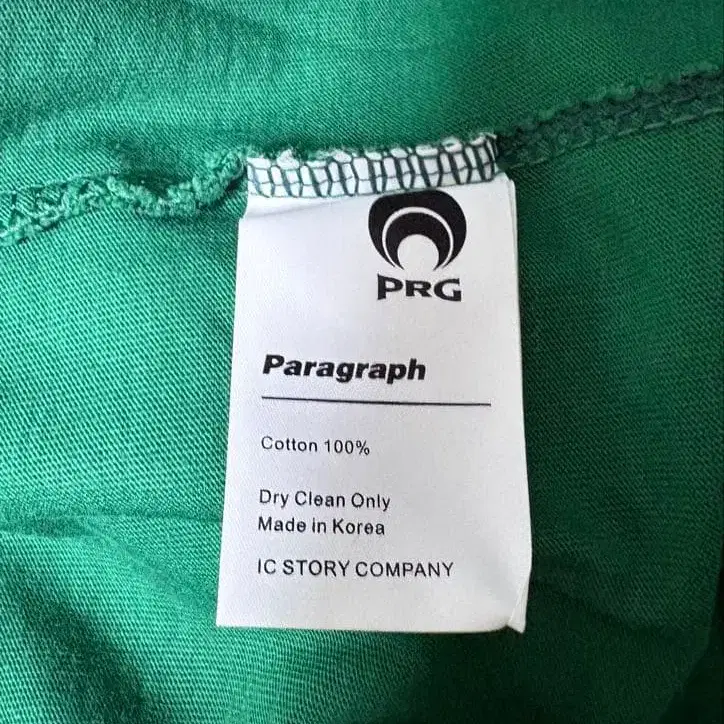 PRG
Paragraph
Cotton 100%
Dry Clean Only
Made in Korea
IC STORY COMPANY